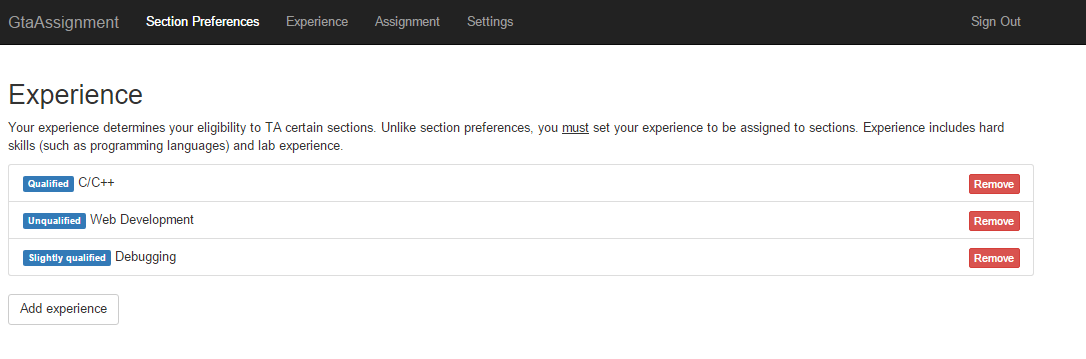 GtaAssignment Section Preferences Experience Assignment Settings Sign Out
Experience
Your experience determines your eligibility to TA certain sections. Unlike section preferences, you must set your experience to be assigned to sections. Experience includes hard
skills (such as programming languages) and lab experience.
Qualified C/C++ Remove
Unqualified Web Development Remove
Slightly qualified Debugging Remove
Add experience